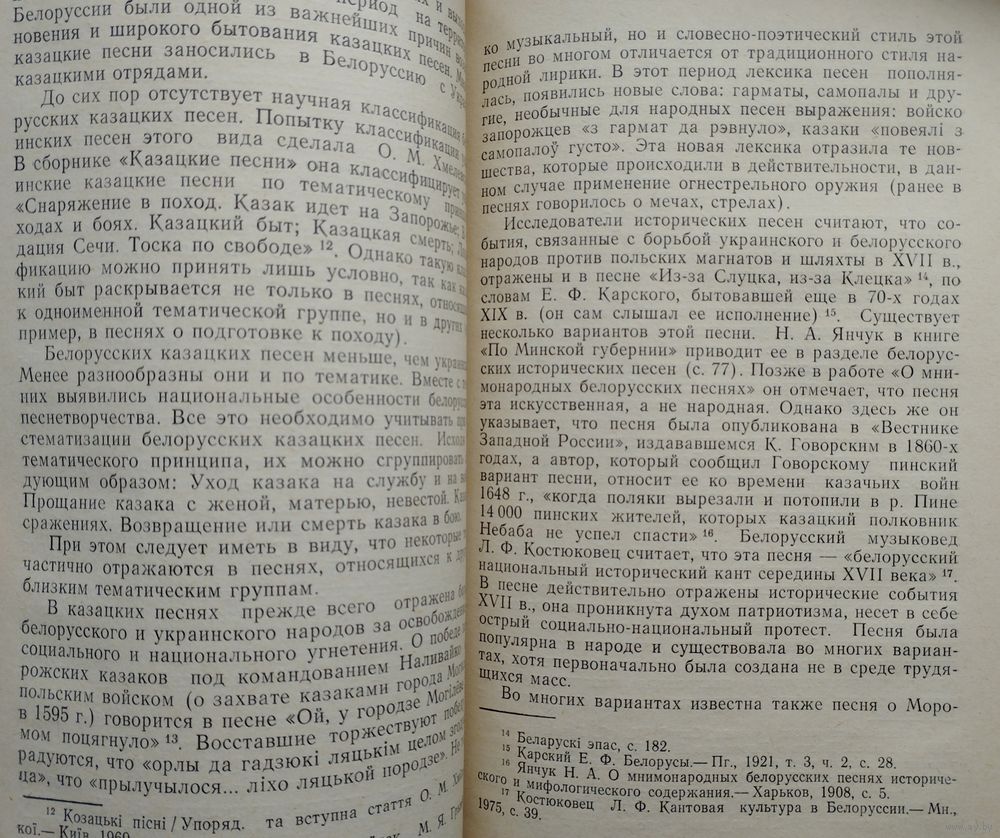 Белоруссии были одной из важнейших причин
новения и широкого бытования казацких песен.
казацкие песни заносились в Белоруссию с
казацкими отрядами.
До сих пор отсутствует научная классификация
русских казацких песен. Попытку классификации
инских песен этого вида сделала О. М.
В сборнике «Казацкие песни» она классифицирует
инские казацкие песни по тематическому
«Снаряжение в поход. Казак идет на Запорожье;
ходах и боях. Казацкий быт; Казацкая смерть;
дация Сечи. Тоска по свободе» 12. Однако такую
фикацию можно принять лишь условно, так как
кий быт раскрывается не только в песнях,
к одноименной тематической группе, но и в других
пример, в песнях о подготовке к походу).
Белорусских казацких песен меньше, чем
Менее разнообразны они и по тематике. Вместе с
них выявились национальные особенности
песнетворчества. Все это необходимо учитывать
стематизации белорусских казацких песен.
тематического принципа, их можно сгруппировать
дующим образом: Уход казака на службу и на
Прощание казака с женой, матерью, невестой.
сражениях. Возвращение или смерть казака в бою.
При этом следует иметь в виду, что некоторые
частично отражаются в песнях, относящихся к
близким тематическим группам.
В казацких песнях прежде всего отражена
белорусского и украинского народов за
социального и национального угнетения. О победе
рожских казаков под командованием Наливайко
польским войском (о захвате казаками города
в 1595 г.) говорится в песне «Ой, у городзе
мом поцягнуло» 13. Восставшие торжествуют
радуются, что «орлы да гадзюкі ляцькім целом
ца», что «прылучылося... ліхо ляцькой породзе».
12 Козацькі пісні / Упоряд. та вступна стаття О. М.
кої.— Київ, М. Я.
ко музыкальный, но и словесно-поэтический стиль этой
песни во многом отличается от традиционного стиля на-
родной лирики. В этот период лексика песен пополня-
лась, появились новые слова: гарматы, самопалы и дру-
гие, необычные для народных песен выражения: войско
запорожцев «з гармат да рэвнуло», казаки «повеялі з
самопалоў густо». Эта новая лексика отразила те нов-
шества, которые происходили в действительности, в дан-
ном случае применение огнестрельного оружия (ранее в
песнях говорилось о мечах, стрелах).
Исследователи исторических песен считают, что со-
бытия, связанные с борьбой украинского и белорусского
народов против польских магнатов и шляхты в XVII в.,
отражены и в песне «Из-за Слуцка, из-за Клецка» 14, по
словам Е. Ф. Карского, бытовавшей еще в 70-х годах
XIX в. (он сам слышал ее исполнение) 15. Существует
несколько вариантов этой песни. Н. А. Янчук в книге
«По Минской губернии» приводит ее в разделе белорус-
ских исторических песен (с. 77). Позже в работе «О мни-
монародных белорусских песнях» он отмечает, что песня
эта искусственная, а не народная. Однако здесь же он
указывает, что песня была опубликована в «Вестнике
Западной России», издававшемся К. Говорским в 1860-х
годах, а автор, который сообщил Говорскому пинский
вариант песни, относит ее ко времени казачьих войн
1648 г., «когда поляки вырезали и потопили в р. Пине
14 000 пинских жителей, которых казацкий полковник
Небаба не успел спасти» 16. Белорусский музыковед
Л. Ф. Костюковец считает, что эта песня — «белорусский
национальный исторический кант середины XVII века» 17.
В песне действительно отражены исторические события
XVII в., она проникнута духом патриотизма, несет в себе
острый социально-национальный протест. Песня была
популярна в народе и существовала во многих вариан-
тах, хотя первоначально была создана не в среде трудя-
щихся масс.
Во многих вариантах известна также песня о Моро-
14 Беларускі эпас, с. 182.
15 Карский Е. Ф. Белорусы.— Пг., 1921, т. 3, ч. 2, с. 28.
16 Янчук Н. А. О мнимонародных белорусских песнях историче-
ского и мифологического содержания.— Харьков, 1908, с. 5.
17 Костюковец Л. Ф. Кантовая культура в Белоруссии.— Мн.,
1975, с. 39.
www.ay.by